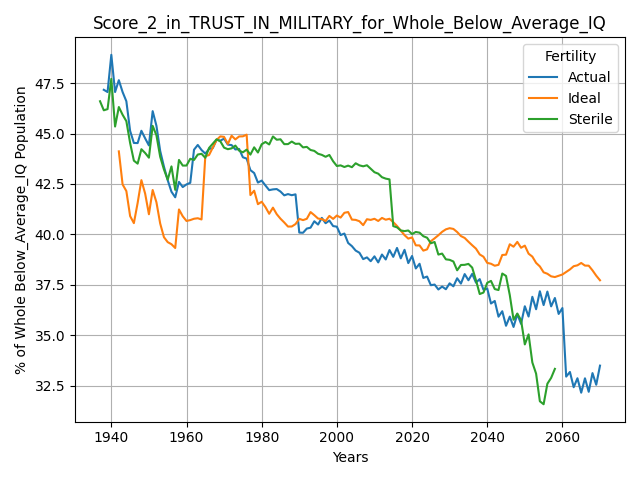 Score_2_in_TRUST_IN_MILITARY_for_Whole_Below_Average_IQ
% of Whole Below_Average_IQ Population
47.5
45.0
42.5
40.0
37.5
35.0
32.5
Fertility
Actual
Ideal
Sterile
1940
1960
1980
2000
2020
2040
2060
Years